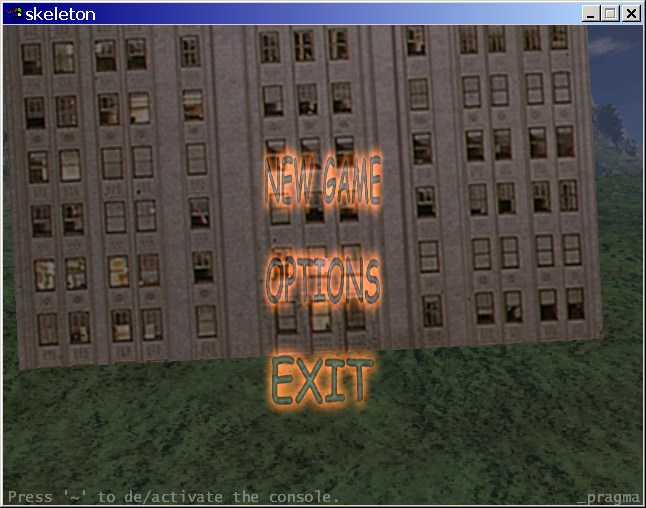 skeleton
NEW GAME
OPTIONS
EXIT
Press '~' to de/activate the console.
_pragma